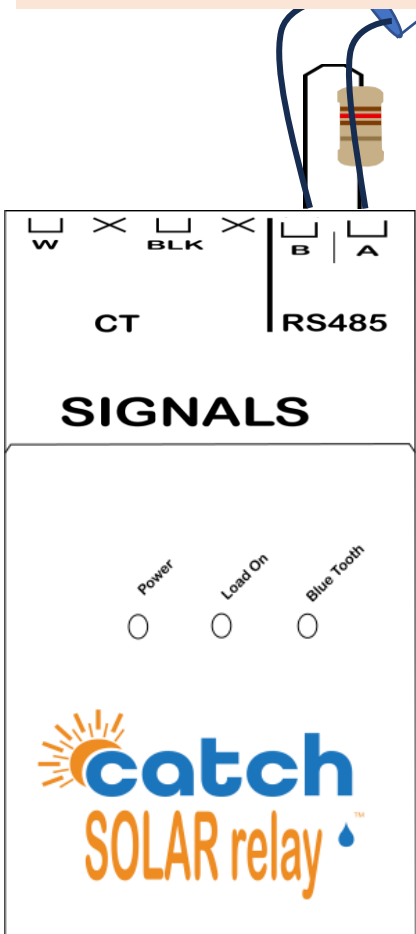 W BLK B A
CT RS485
SIGNALS
Power Load On Blue Tooth
catch
SOLAR relay ™